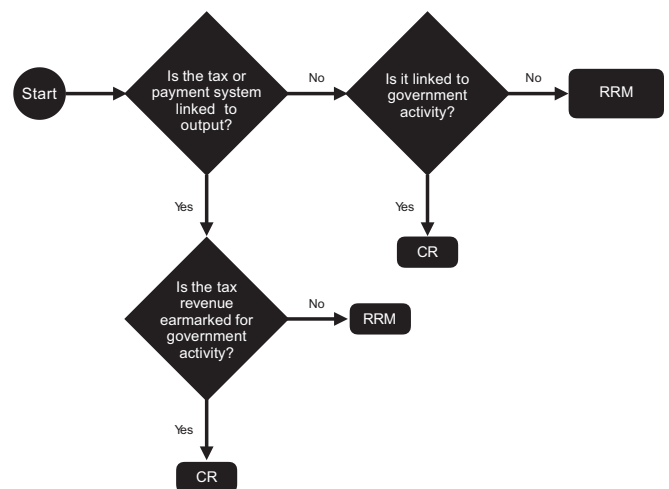 Start
Is the tax or
payment system
linked to
output?
No
Is it linked to
government
activity?
No
RRM
Yes
Yes
CR
Is the tax
revenue
earmarked for
government
activity?
No
RRM
Yes
CR